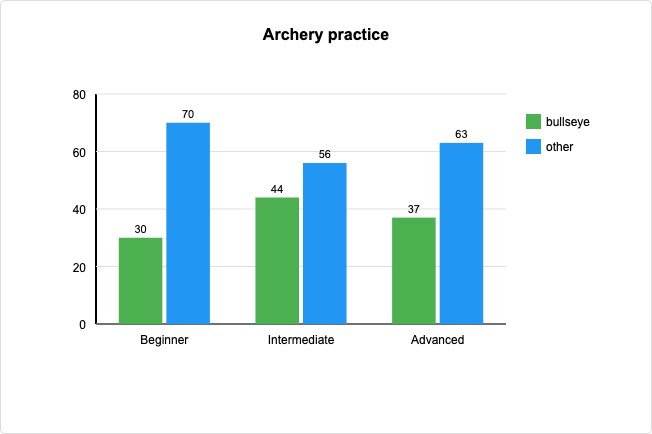 Archery practice
80
60
40
20
0
30
70
44
56
37
63
Beginner
Intermediate
Advanced
bullseye
other